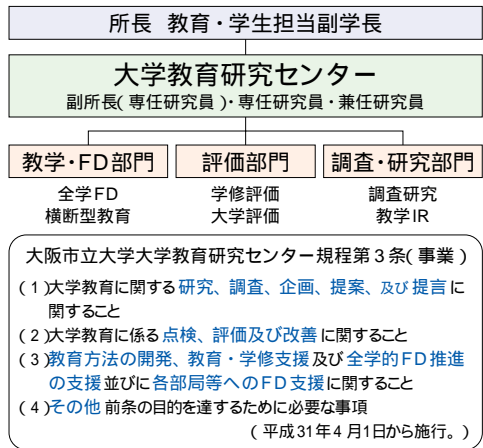 所長 教育・学生担当副学長
大学教育研究センター
副所長(専任研究員)・専任研究員・兼任研究員
教学・FD部門
評価部門
調査・研究部門
全学FD
横断型教育
学修評価
大学評価
調査研究
教学IR
大阪市立大学大学教育研究センター規程第3条(事業)
(1)大学教育に関する研究、調査、企画、提案、及び提言に
関すること
(2)大学教育に係る点検、評価及び改善に関すること
(3)教育方法の開発、教育・学修支援及び全学的FD推進
の支援並びに各部局等へのFD支援に関すること
(4)その他前条の目的を達するために必要な事項
(平成31年4月1日から施行。)